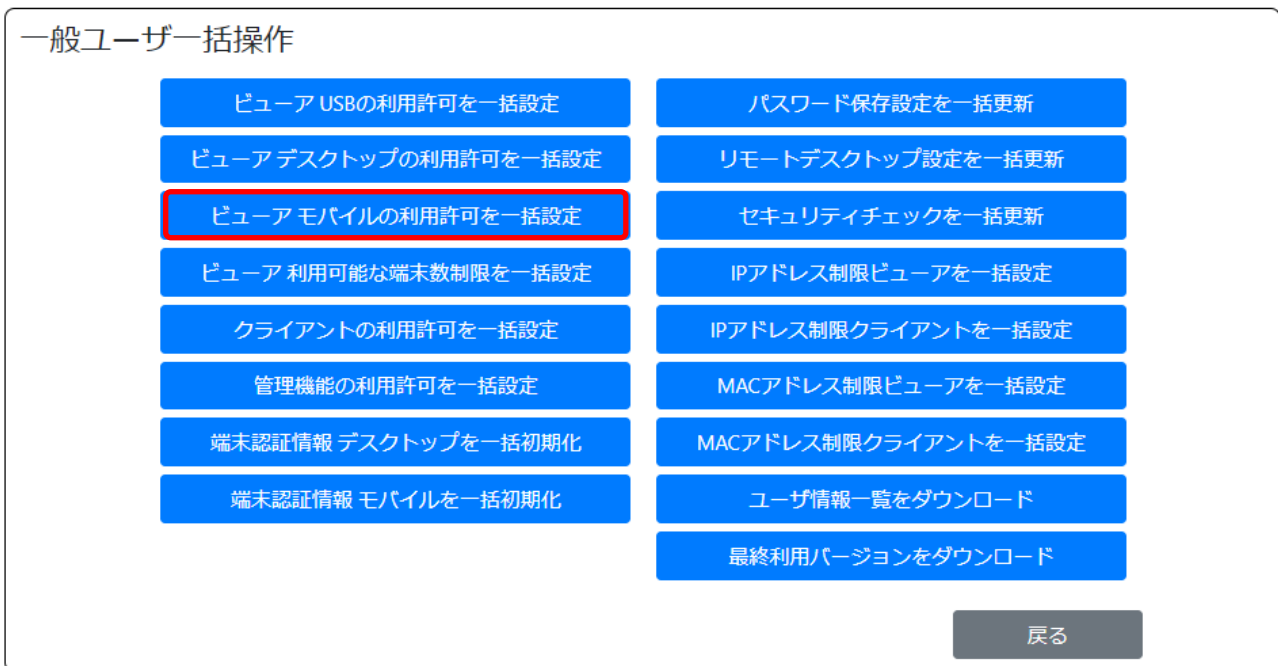 一般ユーザー括操作
ビューア USBの利用許可を一括設定
ビューア デスクトップの利用許可を一括設定
ビューア モバイルの利用許可を一括設定
ビューア 利用可能な端末数制限を一括設定
クライアントの利用許可を一括設定
管理機能の利用許可を一括設定
端末認証情報 デスクトップを一括初期化
端末認証情報 モバイルを一括初期化
パスワード保存設定を一括更新
リモートデスクトップ設定を一括更新
セキュリティチェックを一括更新
IPアドレス制限ビューアを一括設定
IPアドレス制限クライアントを一括設定
MACアドレス制限ビューアを一括設定
MACアドレス制限クライアントを一括設定
ユーザ情報一覧をダウンロード
最終利用バージョンをダウンロード
戻る